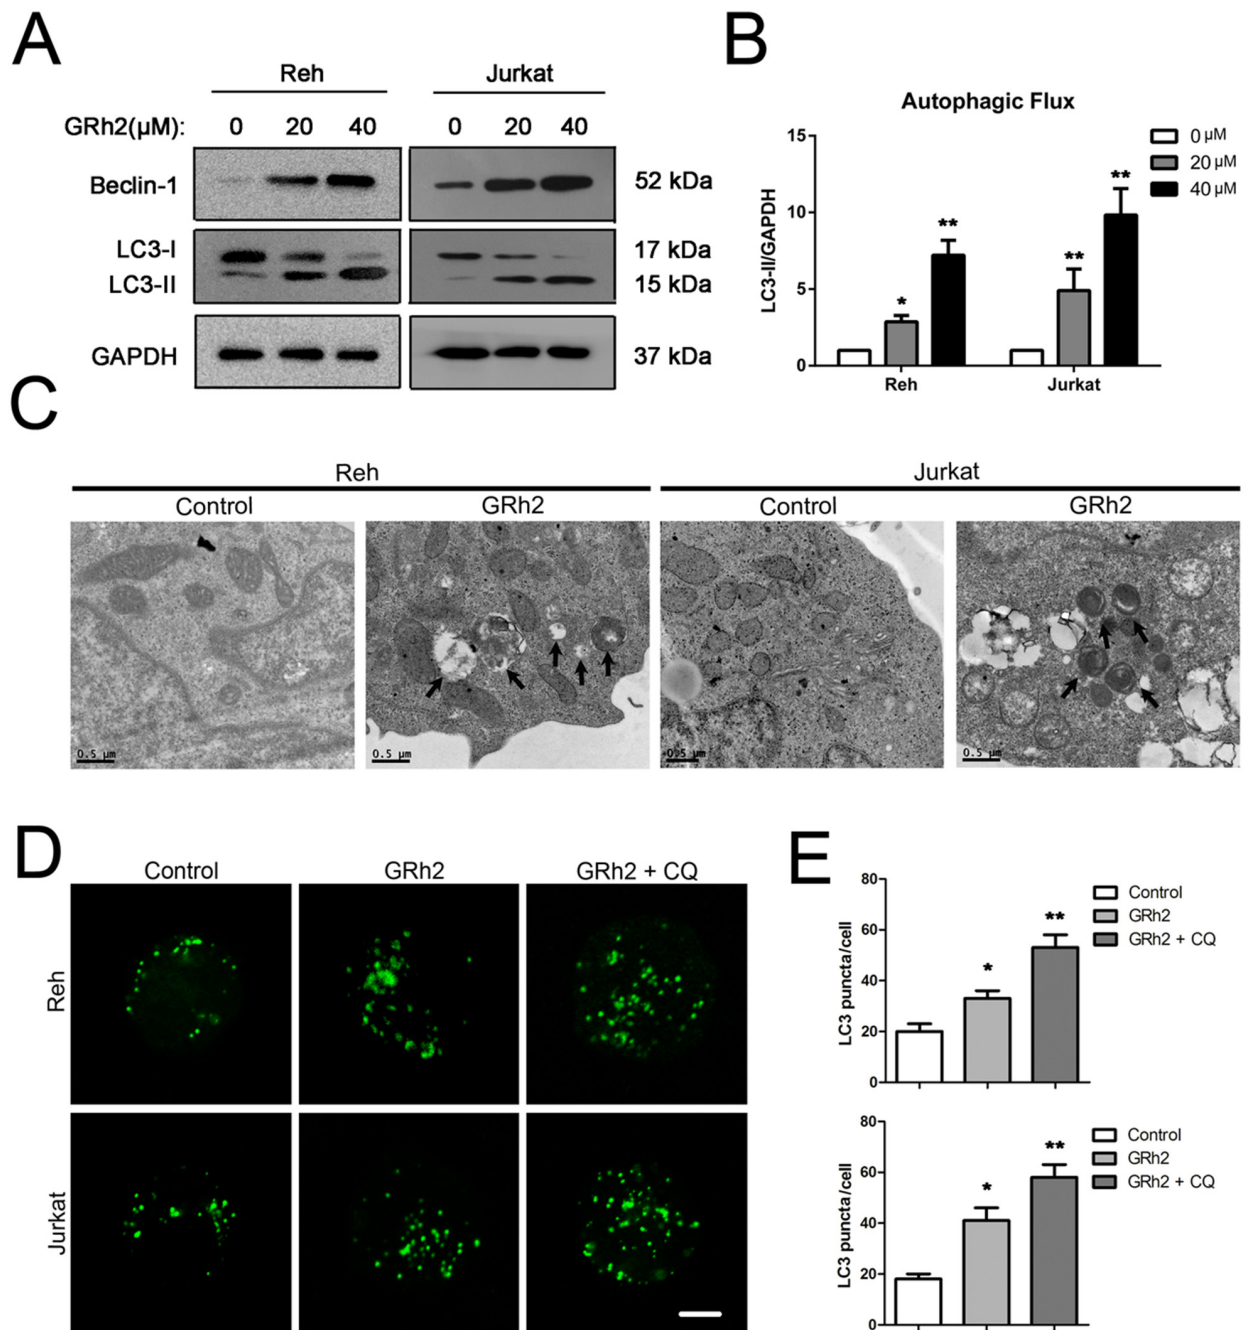 A
Reh
Jurkat
GRh2(µM):
0
20
40
0
20
40
Beclin-1
52 kDa
LC3-I
17 kDa
LC3-II
15 kDa
GAPDH
37 kDa
B
Autophagic Flux
LC3-II/GAPDH
15
10
5
0
*
**
**
**
Reh
Jurkat
0 µM
20 µM
40 µM
C
Reh
Jurkat
Control
GRh2
Control
GRh2
0.5 µm
0.5 µm
0.5 µm
0.5 µm
D
Control
GRh2
GRh2 + CQ
Reh
Jurkat
E
LC3 puncta/cell
80
60
40
20
0
*
**
Control
GRh2
GRh2 + CQ
LC3 puncta/cell
80
60
40
20
0
*
**
Control
GRh2
GRh2 + CQ